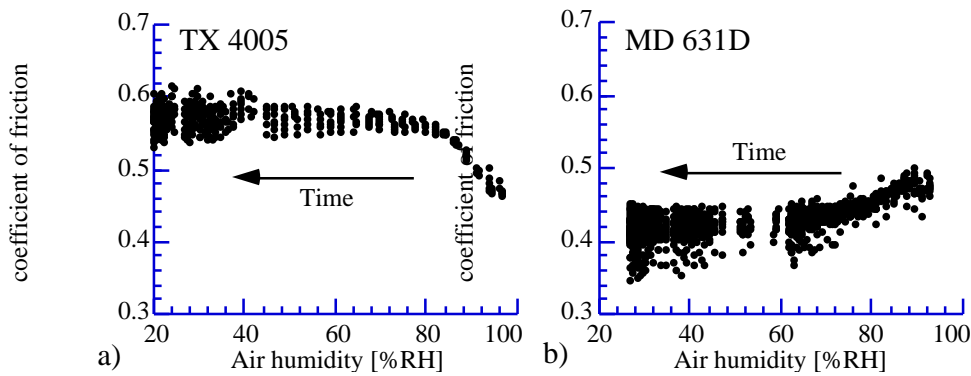 TX 4005
coefficient of friction
0.7
0.6
0.5
0.4
0.3
Time
20 40 60 80 100
Air humidity [%RH]
a)
MD 631D
coefficient of friction
0.7
0.6
0.5
0.4
0.3
Time
20 40 60 80 100
Air humidity [%RH]
b)